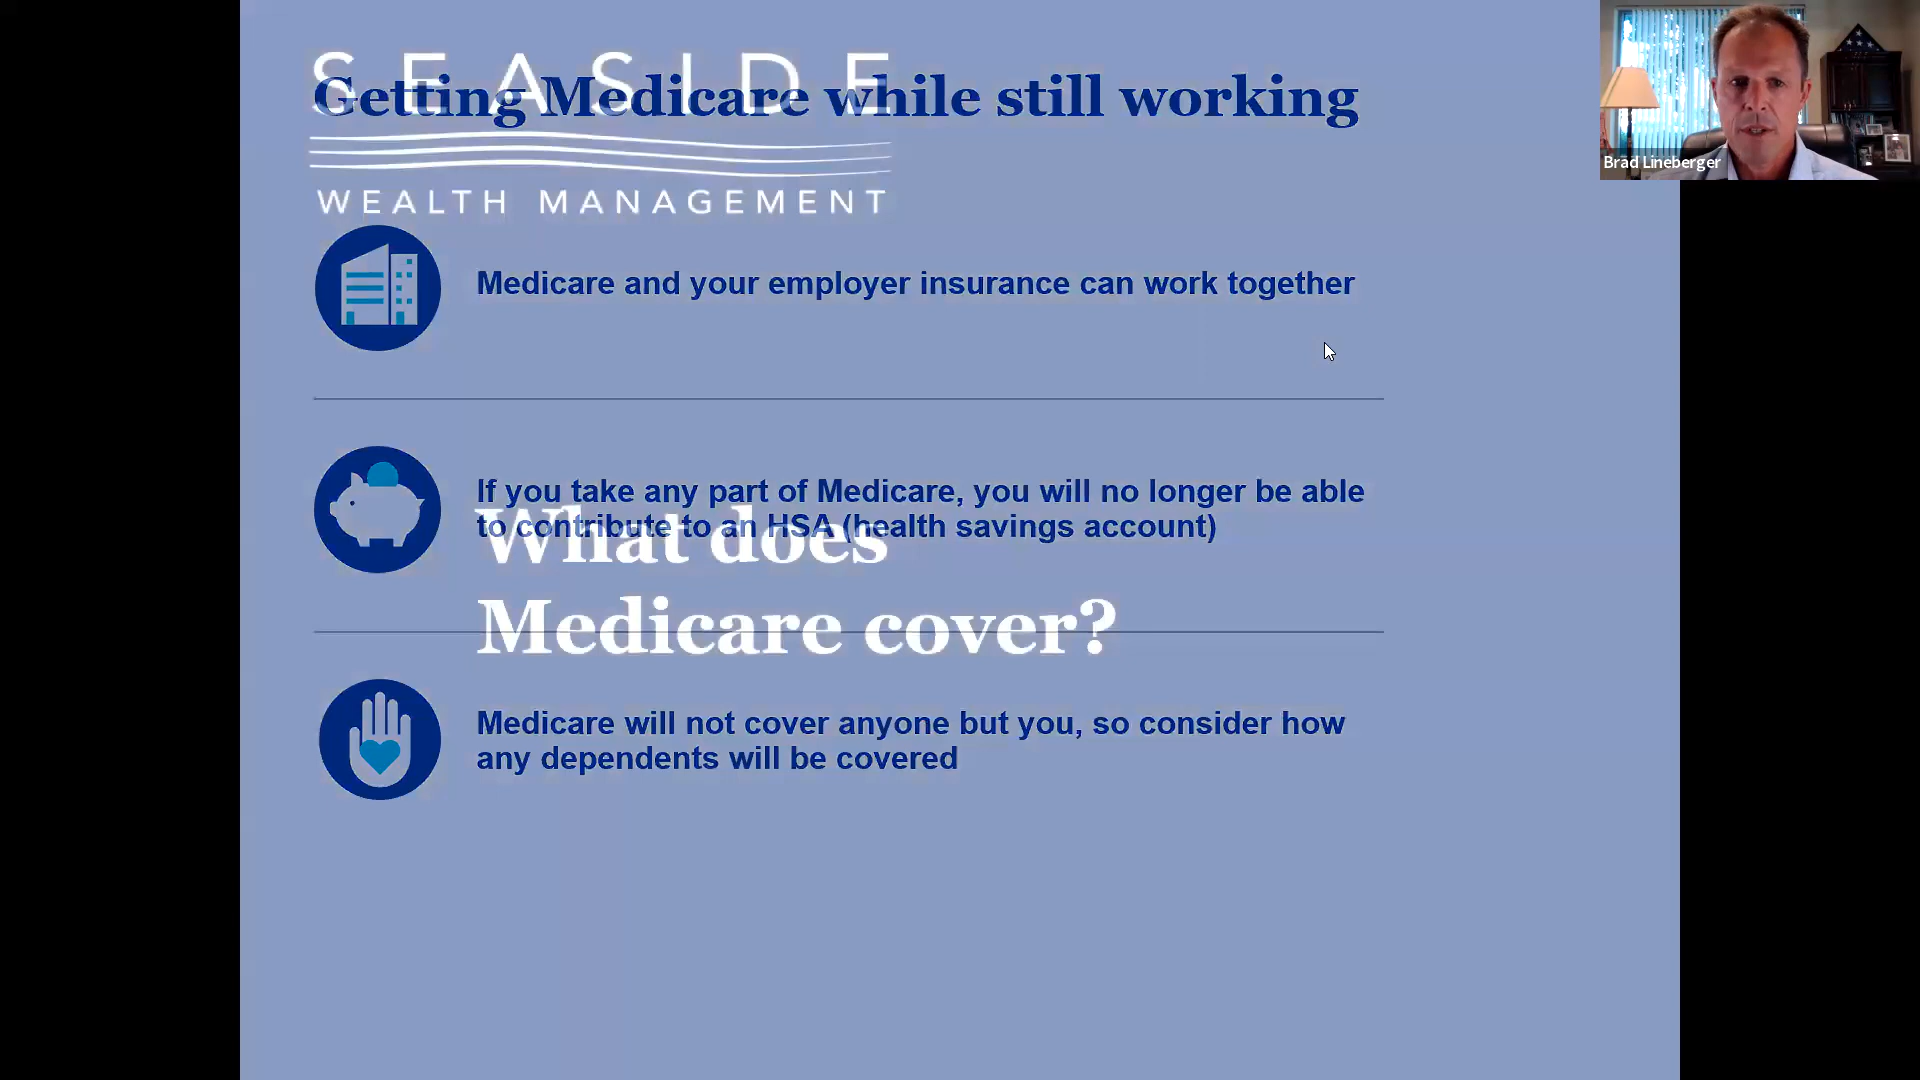 SEASIDE
Getting Medicare while still working
WEALTH MANAGEMENT
Medicare and your employer insurance can work together
If you take any part of Medicare, you will no longer be able
to contribute to an HSA (health savings account)
What does
Medicare cover?
Medicare will not cover anyone but you, so consider how
any dependents will be covered
Brad Lineberger